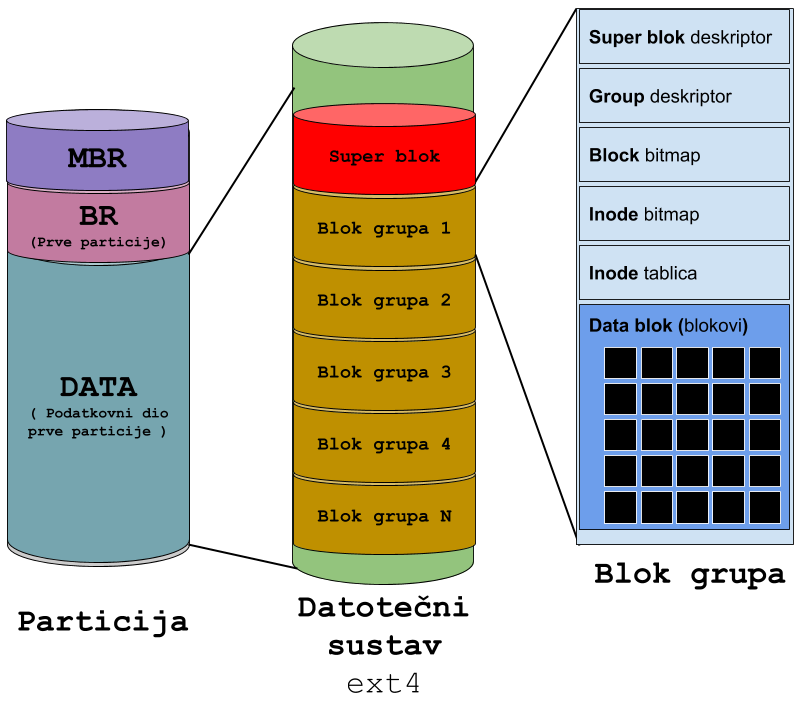 MBR
BR
(Prve particije)
DATA
( Podatkovni dio
prve particije )
Particija
Super blok
Blok grupa 1
Blok grupa 2
Blok grupa 3
Blok grupa 4
Blok grupa N
Datotečni
sustav
ext4
Super blok deskriptor
Group deskriptor
Block bitmap
Inode bitmap
Inode tablica
Data blok (blokovi)
Blok grupa